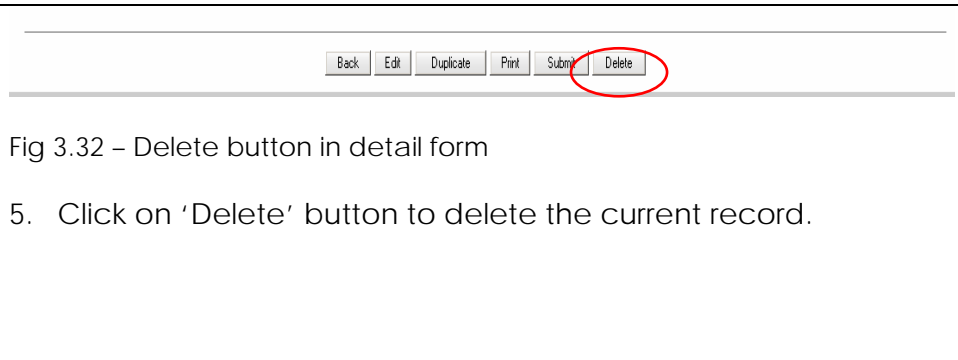 Back Edit Duplicate Print Submit Delete
Fig 3.32 – Delete button in detail form
5. Click on ‘Delete’ button to delete the current record.